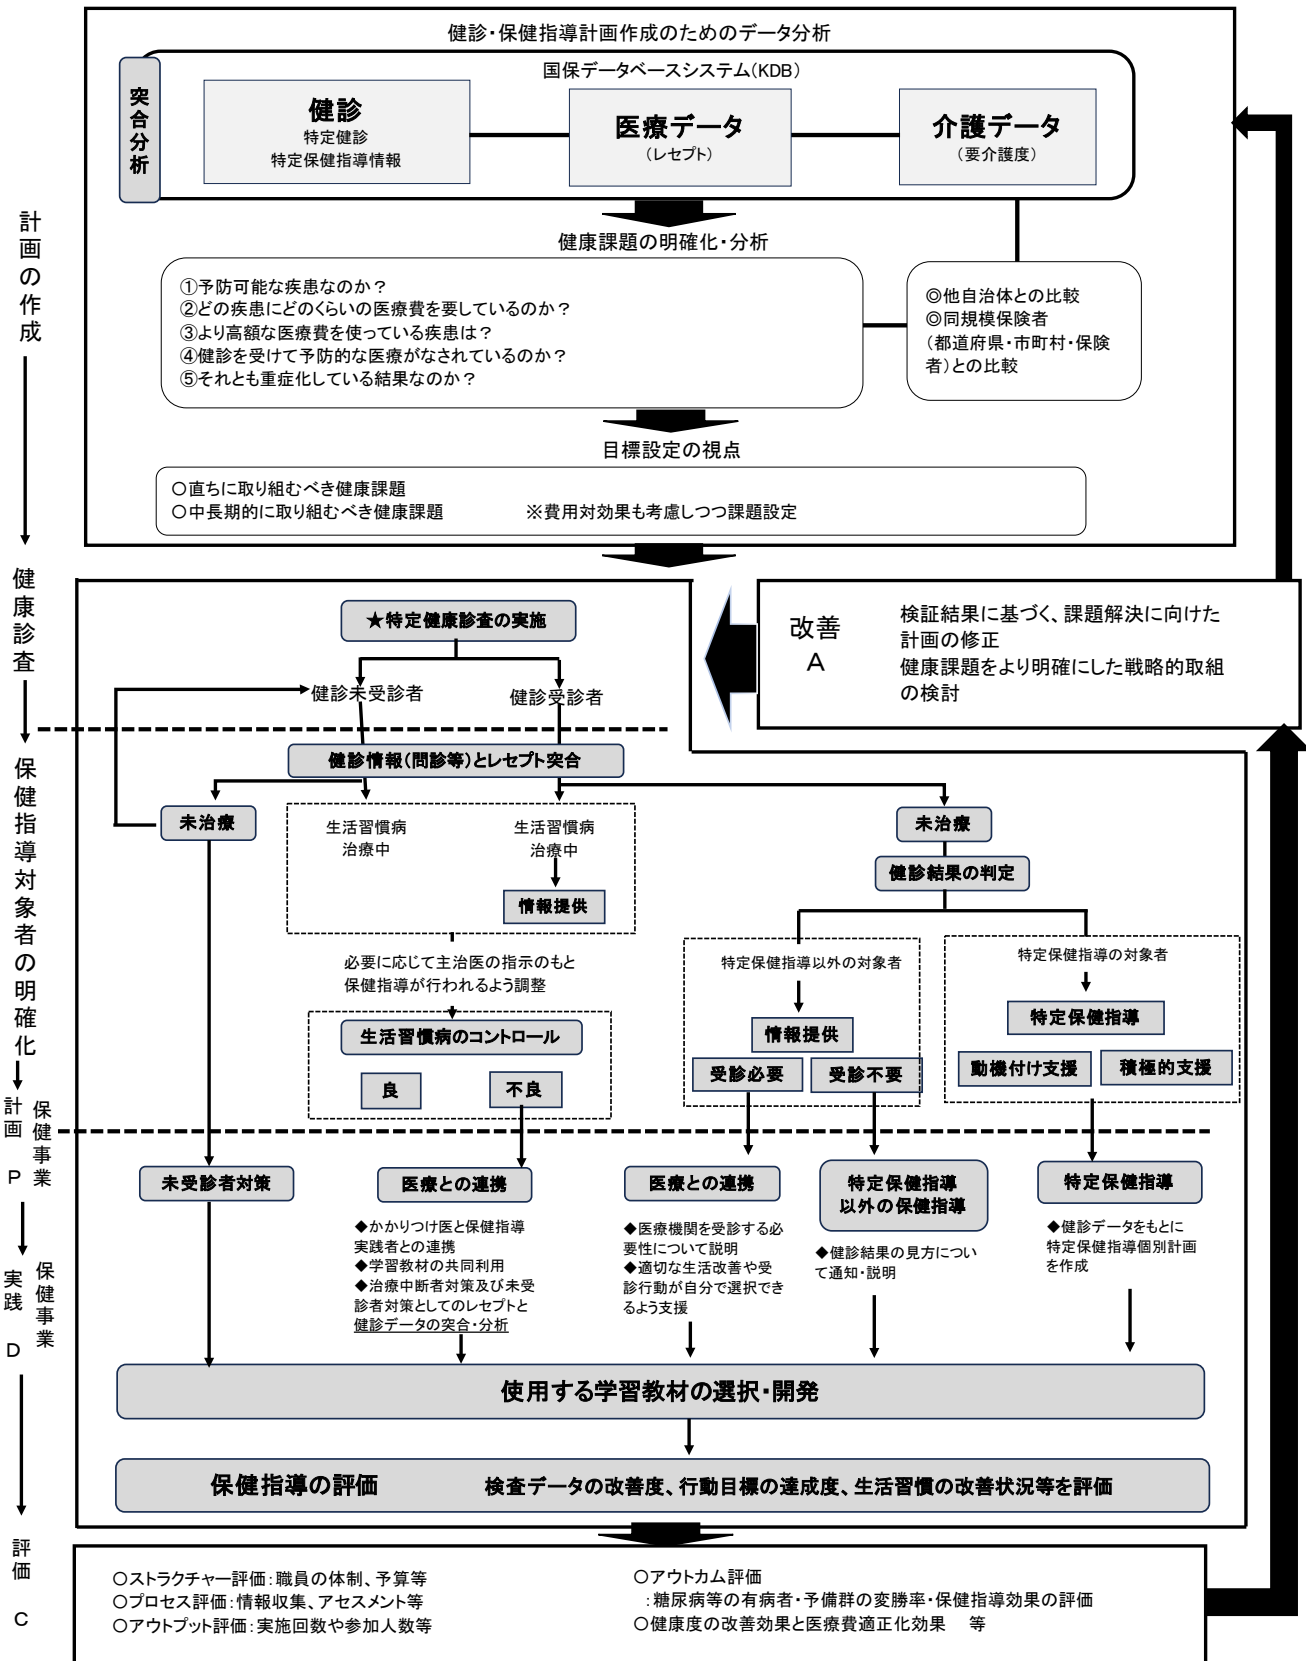 健診・保健指導計画作成のためのデータ分析
国保データベースシステム(KDB)
突合分析
健診
特定健診
特定保健指導情報
医療データ
(レセプト)
介護データ
(要介護度)
計画の作成
健康課題の明確化・分析
①予防可能な疾患なのか？
②どの疾患にどのくらいの医療費を要しているのか？
③より高額な医療費を使っている疾患は？
④健診を受けて予防的な医療がなされているのか？
⑤それとも重症化している結果なのか？
◎他自治体との比較
◎同規模保険者
(都道府県・市町村・保険
者)との比較
目標設定の視点
○直ちに取り組むべき健康課題
○中長期的に取り組むべき健康課題　　　※費用対効果も考慮しつつ課題設定
健康診査
★特定健康診査の実施
健診未受診者
健診受診者
改善
A
検証結果に基づく、課題解決に向けた
計画の修正
健康課題をより明確にした戦略的取組
の検討
保健指導対象者の明確化
健診情報(問診等)とレセプト突合
未治療
生活習慣病
治療中
生活習慣病
治療中
情報提供
未治療
健診結果の判定
必要に応じて主治医の指示のもと
保健指導が行われるよう調整
生活習慣病のコントロール
良
不良
特定保健指導以外の対象者
情報提供
受診必要
受診不要
特定保健指導の対象者
特定保健指導
動機付け支援
積極的支援
計画 P
保健事業
未受診者対策
医療との連携
◆かかりつけ医と保健指導
実践者との連携
◆学習教材の共同利用
◆治療中断者対策及び未受
診者対策としてのレセプトと
健診データの突合・分析
医療との連携
◆医療機関を受診する必
要性について説明
◆適切な生活改善や受
診行動が自分で選択でき
るよう支援
特定保健指導
以外の保健指導
◆健診結果の見方につい
て通知・説明
特定保健指導
◆健診データをもとに
特定保健指導個別計画
を作成
実践 D
保健事業
使用する学習教材の選択・開発
保健指導の評価　　　検査データの改善度、行動目標の達成度、生活習慣の改善状況等を評価
評価 C
○ストラクチャー評価：職員の体制、予算等
○プロセス評価：情報収集、アセスメント等
○アウトプット評価：実施回数や参加人数等
○アウトカム評価
：糖尿病等の有病者・予備群の変勝率・保健指導効果の評価
○健康度の改善効果と医療費適正化効果　等